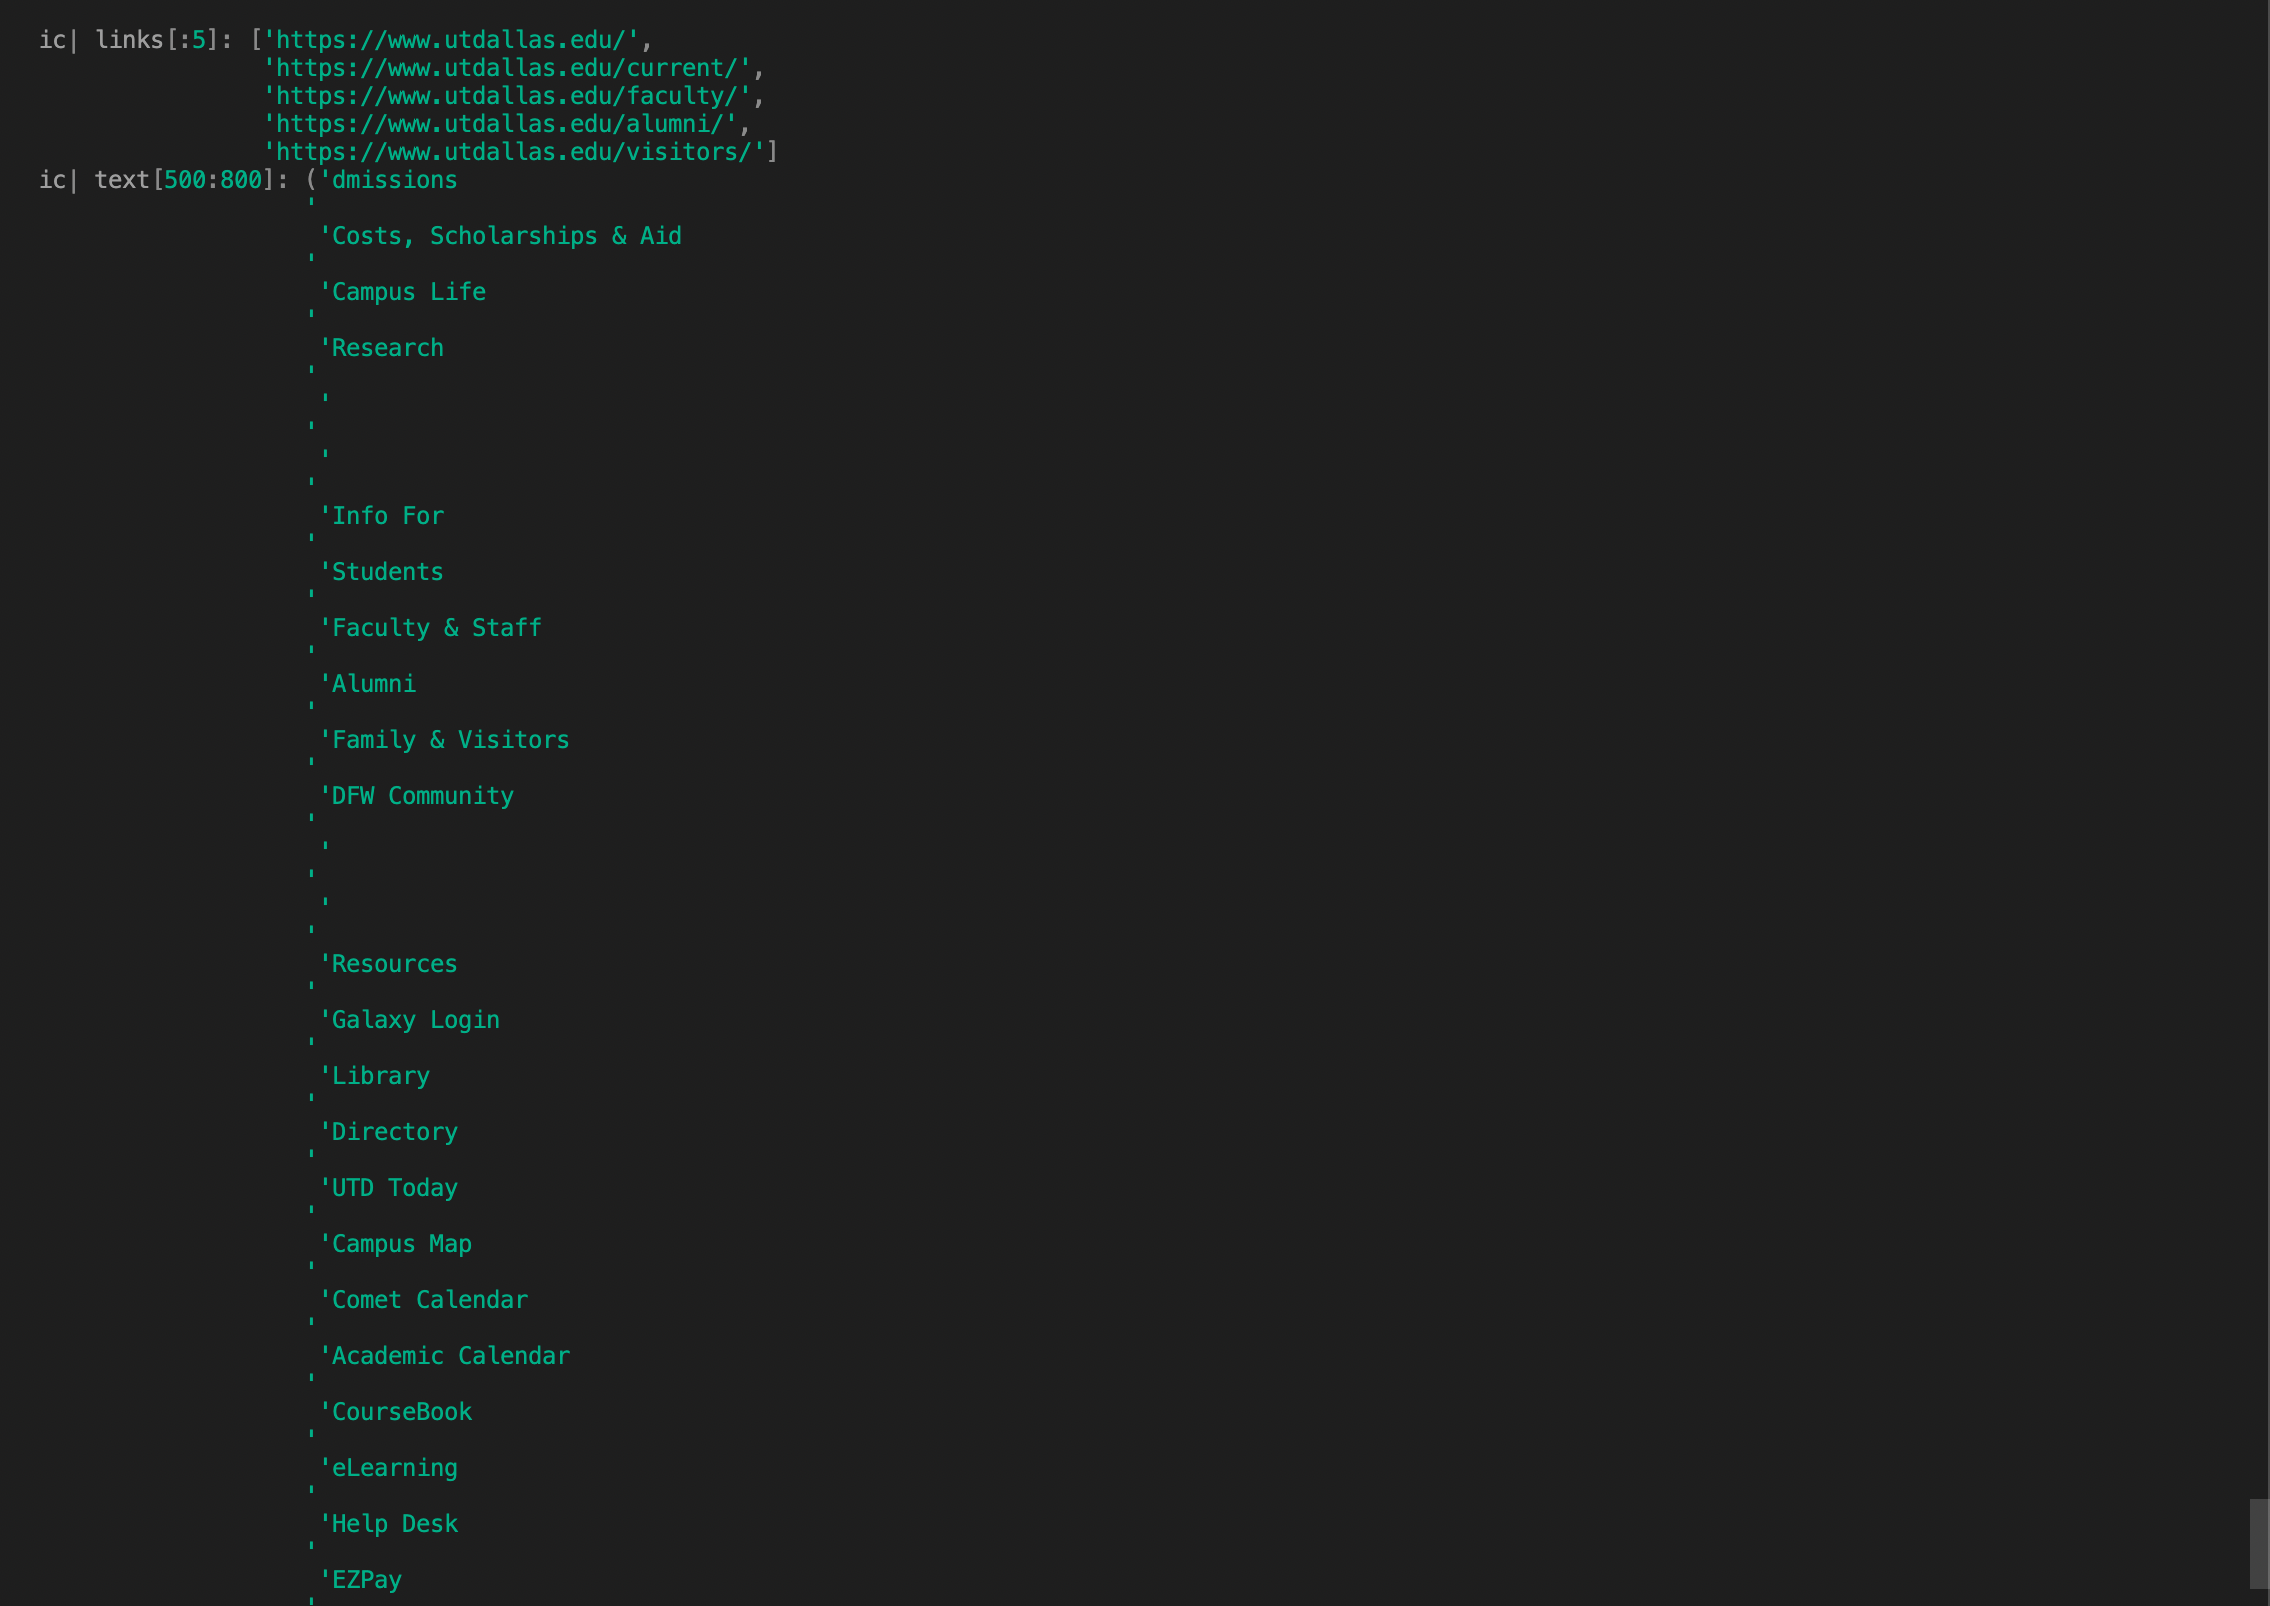 ic| links[:5]: ['https://www.utdallas.edu/',
'https://www.utdallas.edu/current/',
'https://www.utdallas.edu/faculty/',
'https://www.utdallas.edu/alumni/',
'https://www.utdallas.edu/visitors/']
ic| text[500:800]: ('dmissions
'
'Costs, Scholarships & Aid
'
'Campus Life
'
'Research
'
'
'
'
'
'Info For
'
'Students
'
'Faculty & Staff
'
'Alumni
'
'Family & Visitors
'
'DFW Community
'
'
'
'
'
'Resources
'
'Galaxy Login
'
'Library
'
'Directory
'
'UTD Today
'
'Campus Map
'
'Comet Calendar
'
'Academic Calendar
'
'CourseBook
'
'eLearning
'
'Help Desk
'
'EZPay
'